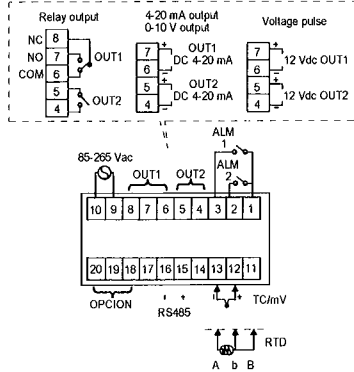 Relay output
4-20 mA output
0-10 V output
Voltage pulse
NC 8
NO 7 OUT1
COM 6
5 OUT2
4
7 + OUT1
6 - DC 4-20 mA
5 + OUT2
4 - DC 4-20 mA
7 + 12 Vdc OUT1
6 -
5 + 12 Vdc OUT2
4 -
ALM
1
85-265 Vac
OUT1 OUT2
ALM
2
10 9 8 7 6 5 4 3 2 1
20 19 18 17 16 15 14 13 12 11
OPCION
RS485
- + +
TC/mV
RTD
A b B